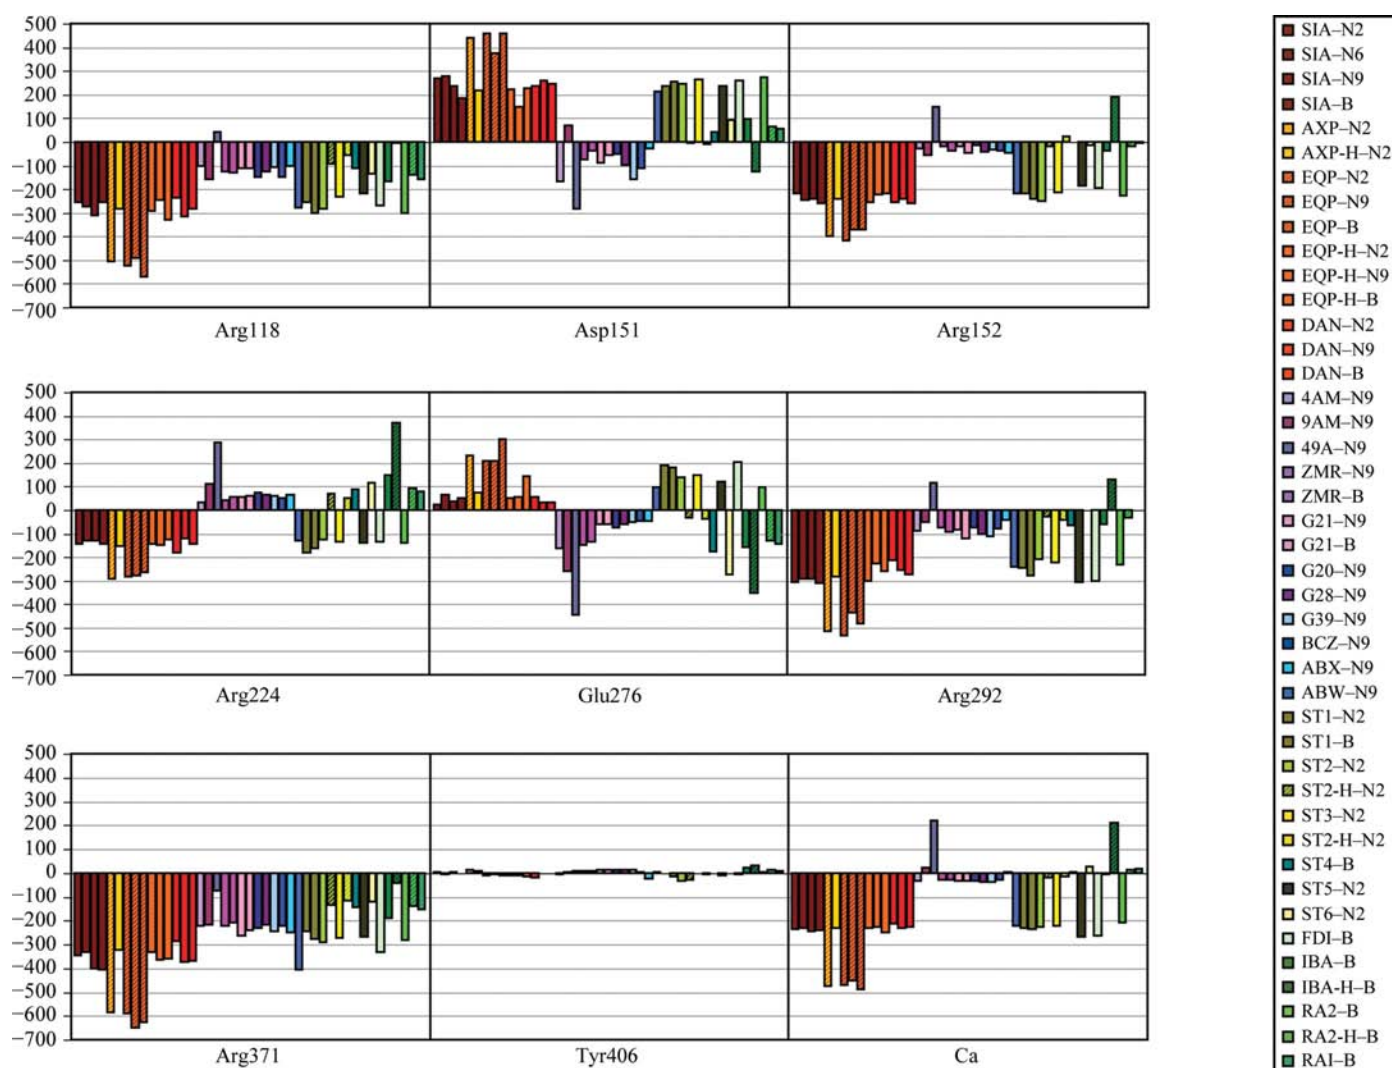 500
400
300
200
100
0
−100
−200
−300
−400
−500
−600
−700
Arg118 Asp151 Arg152
500
400
300
200
100
0
−100
−200
−300
−400
−500
−600
−700
Arg224 Glu276 Arg292
500
400
300
200
100
0
−100
−200
−300
−400
−500
−600
−700
Arg371 Tyr406 Ca
SIA–N2
SIA–N6
SIA–N9
SIA–B
AXP–N2
AXP-H–N2
EQP–N2
EQP–N9
EQP–B
EQP-H–N2
EQP-H–N9
EQP-H–B
DAN–N2
DAN–N9
DAN–B
4AM–N9
9AM–N9
49A–N9
ZMR–N9
ZMR–B
G21–N9
G21–B
G20–N9
G28–N9
G39–N9
BCZ–N9
ABX–N9
ABW–N9
ST1–N2
ST1–B
ST2–N2
ST2-H–N2
ST3–N2
ST2-H–N2
ST4–B
ST5–N2
ST6–N2
FDI–B
IBA–B
IBA-H–B
RA2–B
RA2-H–B
RAI–B